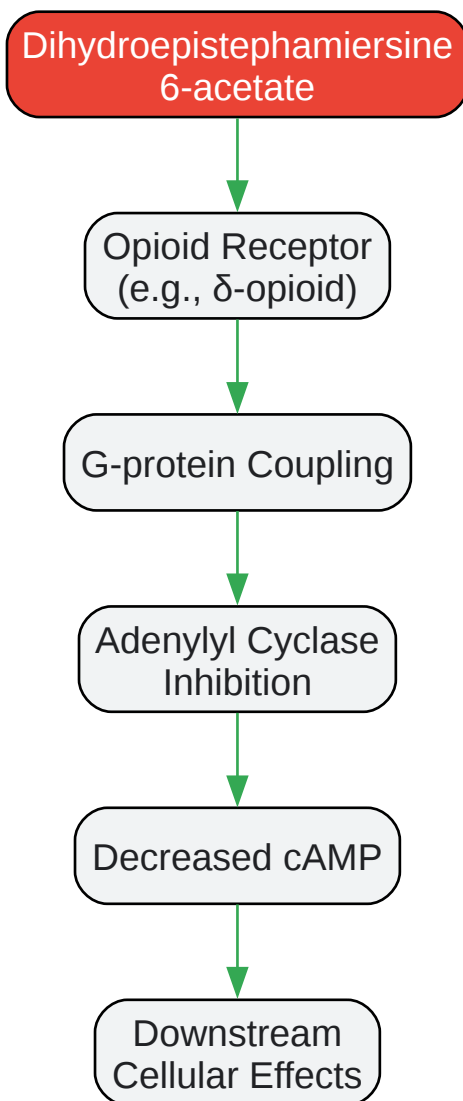 Dihydroepistephamiersine
6-acetate
Opioid Receptor
(e.g., δ-opioid)
G-protein Coupling
Adenylyl Cyclase
Inhibition
Decreased cAMP
Downstream
Cellular Effects